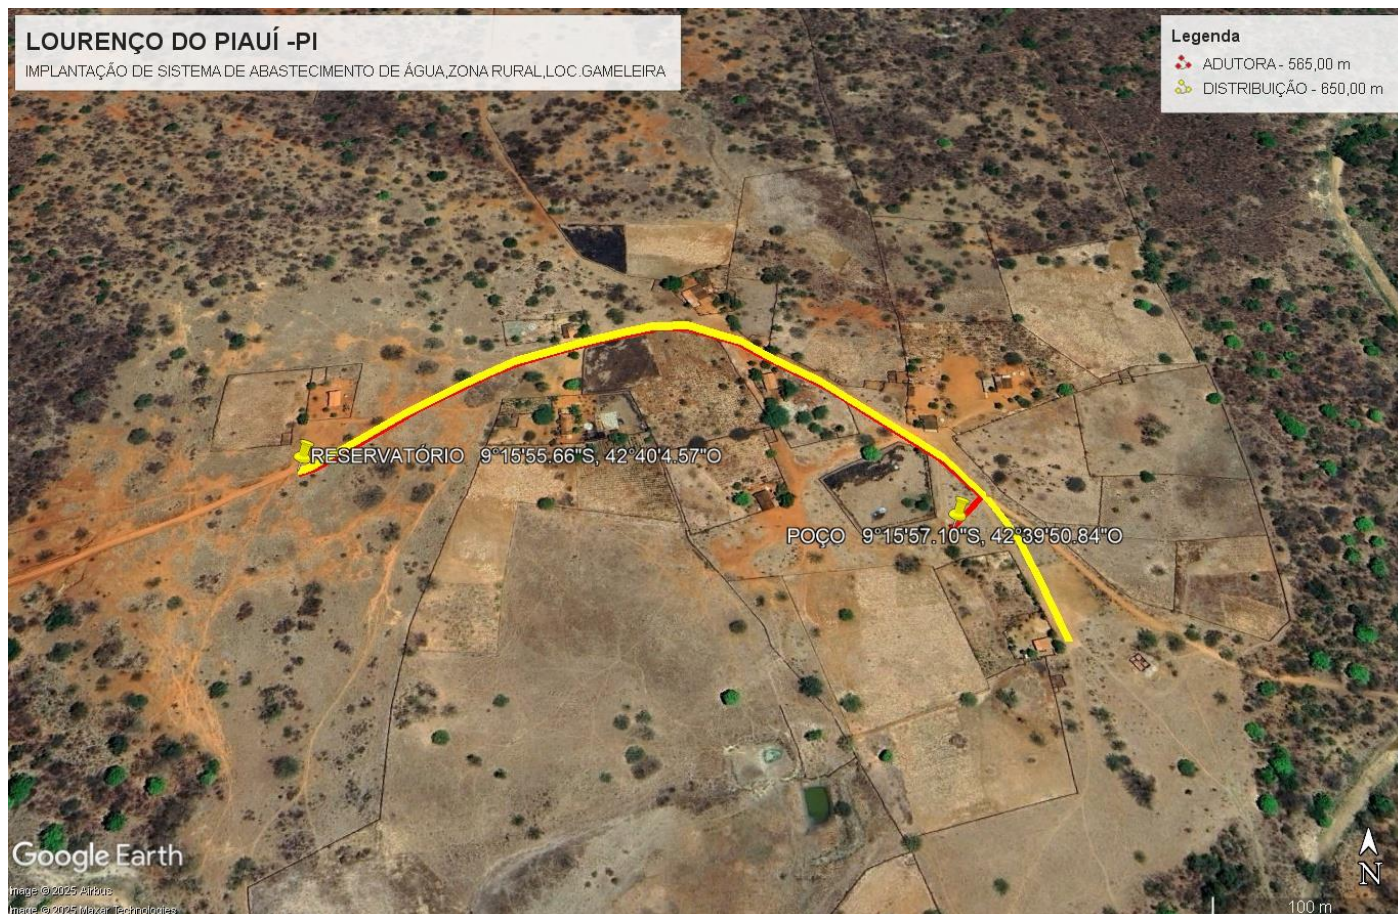 LOURENÇO DO PIAUÍ -PI
IMPLANTAÇÃO DE SISTEMA DE ABASTECIMENTO DE ÁGUA,ZONA RURAL,LOC.GAMELEIRA
Legenda
ADUTORA - 565,00 m
DISTRIBUIÇÃO - 650,00 m
RESERVATÓRIO 9°15'55.66"S, 42°40'4.57"O
POÇO 9°15'57.10"S, 42°39'50.84"O
Google Earth
Image © 2025 Airbus
Image © 2025 Maxar Technologies
N
100 m